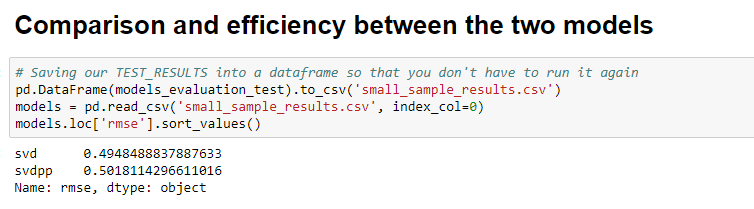 Comparison and efficiency between the two models
# Saving our TEST_RESULTS into a dataframe so that you don't have to run it again
pd.DataFrame(models_evaluation_test).to_csv('small_sample_results.csv')
models = pd.read_csv('small_sample_results.csv', index_col=0)
models.loc['rmse'].sort_values()
svd      0.4948488837887633
svdpp    0.5018114296611016
Name: rmse, dtype: object